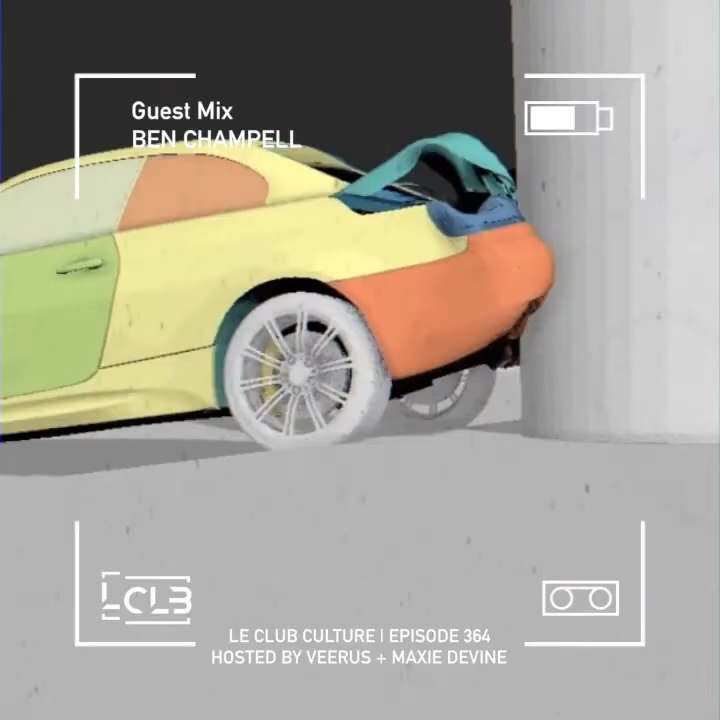 Guest Mix
BEN CHAMPELL
LCLB
LE CLUB CULTURE | EPISODE 364
HOSTED BY VEERUS + MAXIE DEVINE